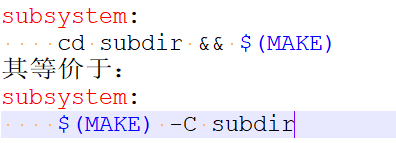 subsystem:
    cd subdir && $(MAKE)
其等价于：
subsystem:
    $(MAKE) -C subdir